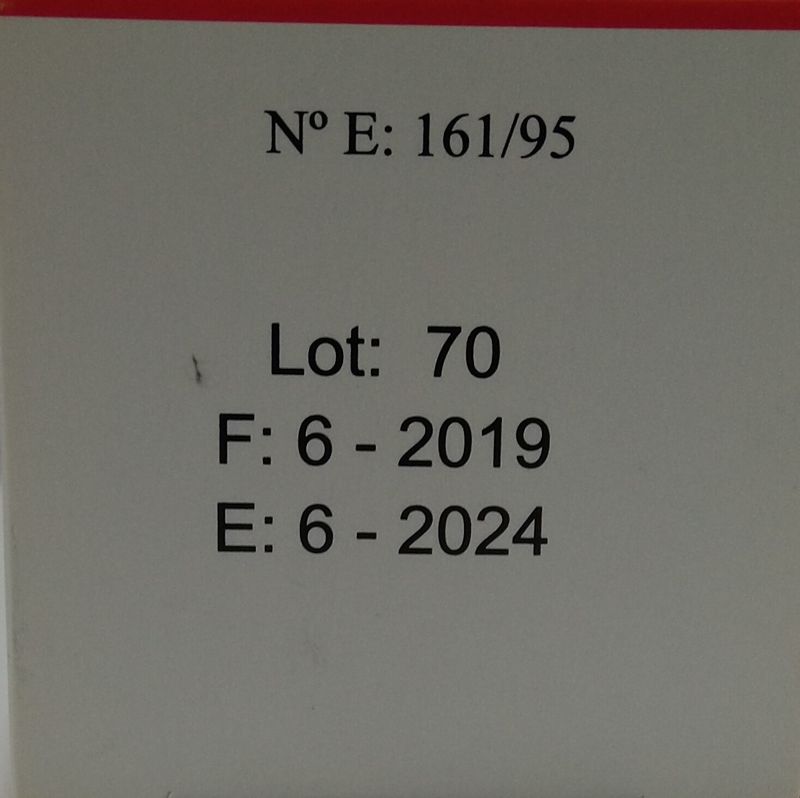 Nº E: 161/95
Lot: 70
F: 6 - 2019
E: 6 - 2024